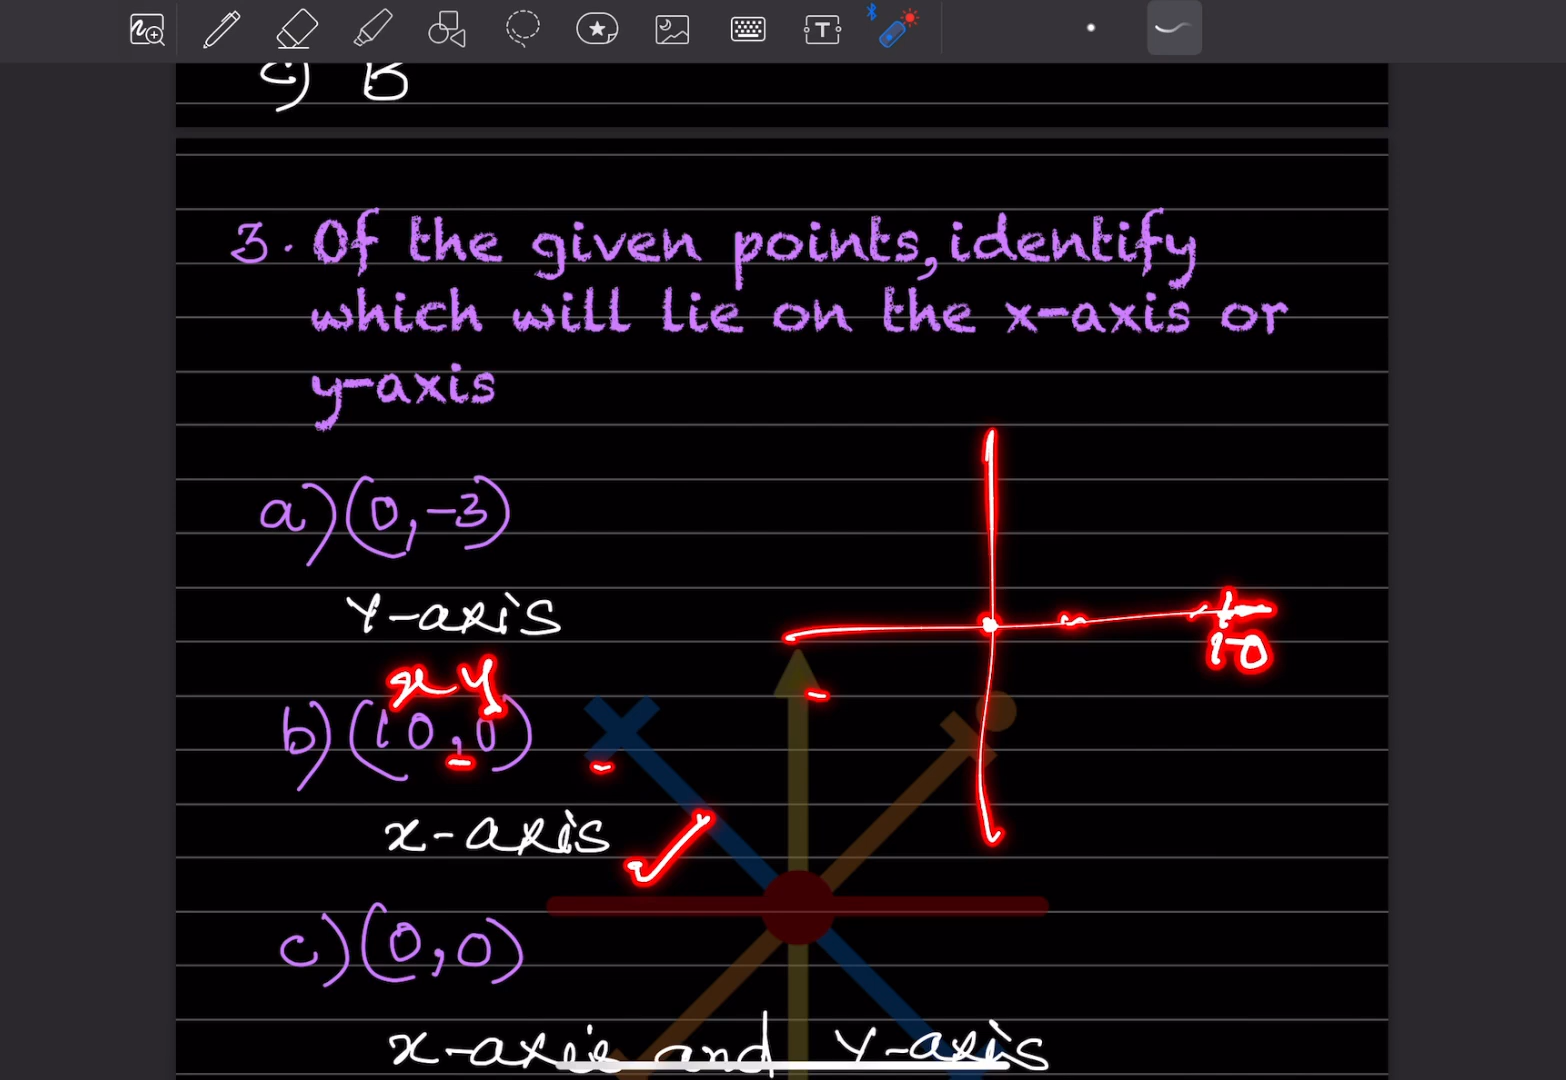 c) B
3. Of the given points, identify
which will lie on the x-axis or
y-axis
a) (0, -3)
Y-axis
x y
b) (10, 0)
10
x-axis
c) (0, 0)
x-axis and Y-axis